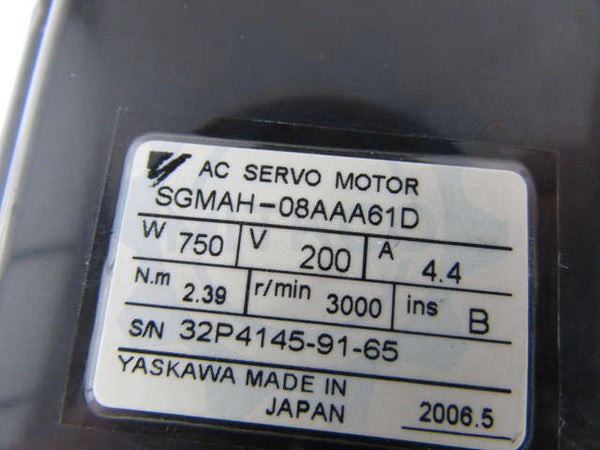 AC SERVO MOTOR
SGMAH-08AAA61D
W 750 V 200 A 4.4
N.m 2.39 r/min 3000 ins B
S/N 32P4145-91-65
YASKAWA MADE IN
JAPAN 2006.5